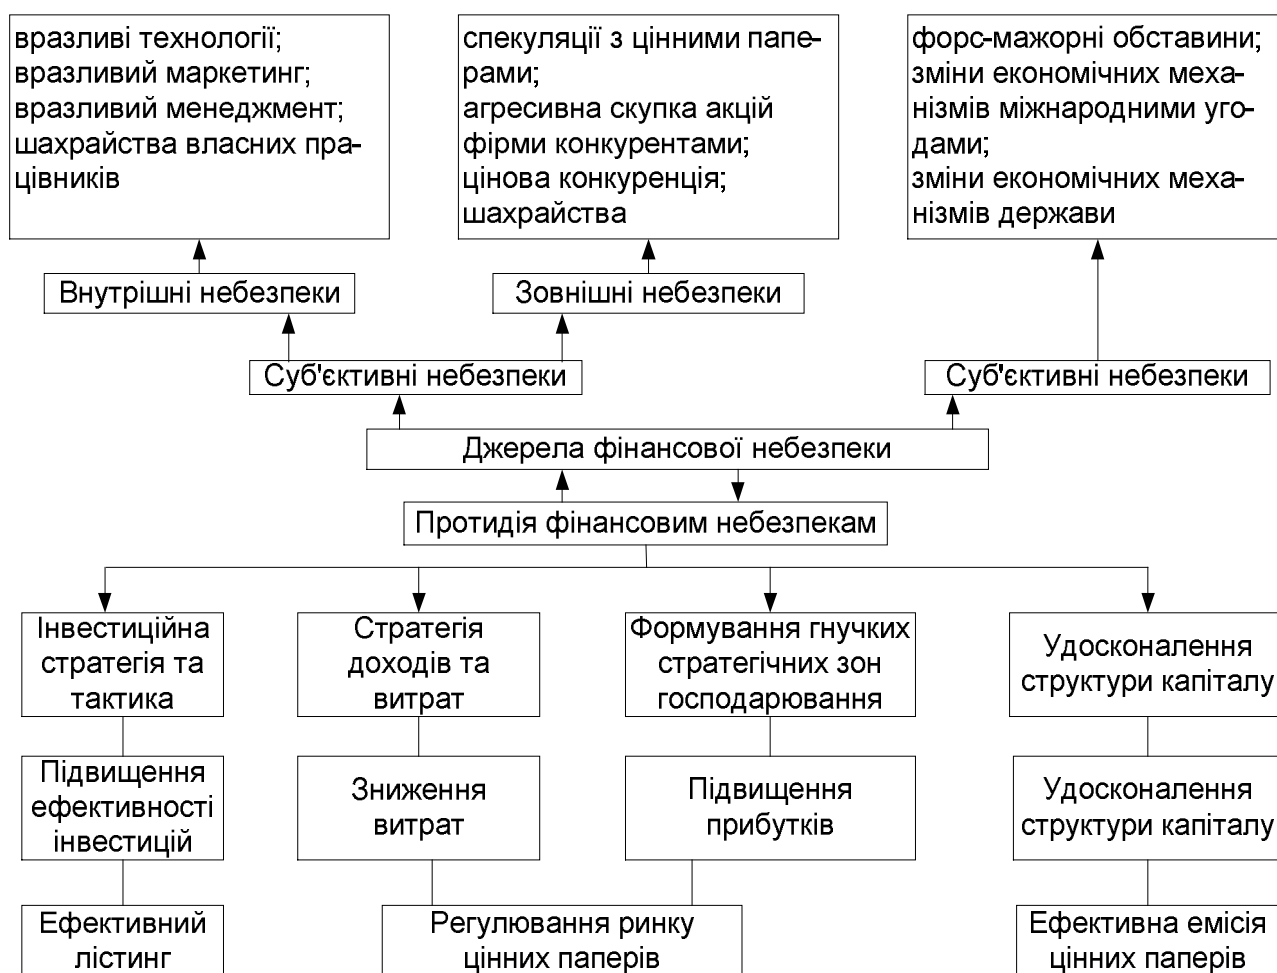 вразливі технології;
вразливий маркетинг;
вразливий менеджмент;
шахрайства власних пра-
цівників
спекуляції з цінними папе-
рами;
агресивна скупка акцій
фірми конкурентами;
цінова конкуренція;
шахрайства
форс-мажорні обставини;
зміни економічних меха-
нізмів міжнародними уго-
дами;
зміни економічних меха-
нізмів держави
Внутрішні небезпеки
Зовнішні небезпеки
Суб'єктивні небезпеки
Суб'єктивні небезпеки
Джерела фінансової небезпеки
Протидія фінансовим небезпекам
Інвестиційна
стратегія та
тактика
Стратегія
доходів та
витрат
Формування гнучких
стратегічних зон
господарювання
Удосконалення
структури капіталу
Підвищення
ефективності
інвестицій
Зниження
витрат
Підвищення
прибутків
Удосконалення
структури капіталу
Ефективний
лістинг
Регулювання ринку
цінних паперів
Ефективна емісія
цінних паперів